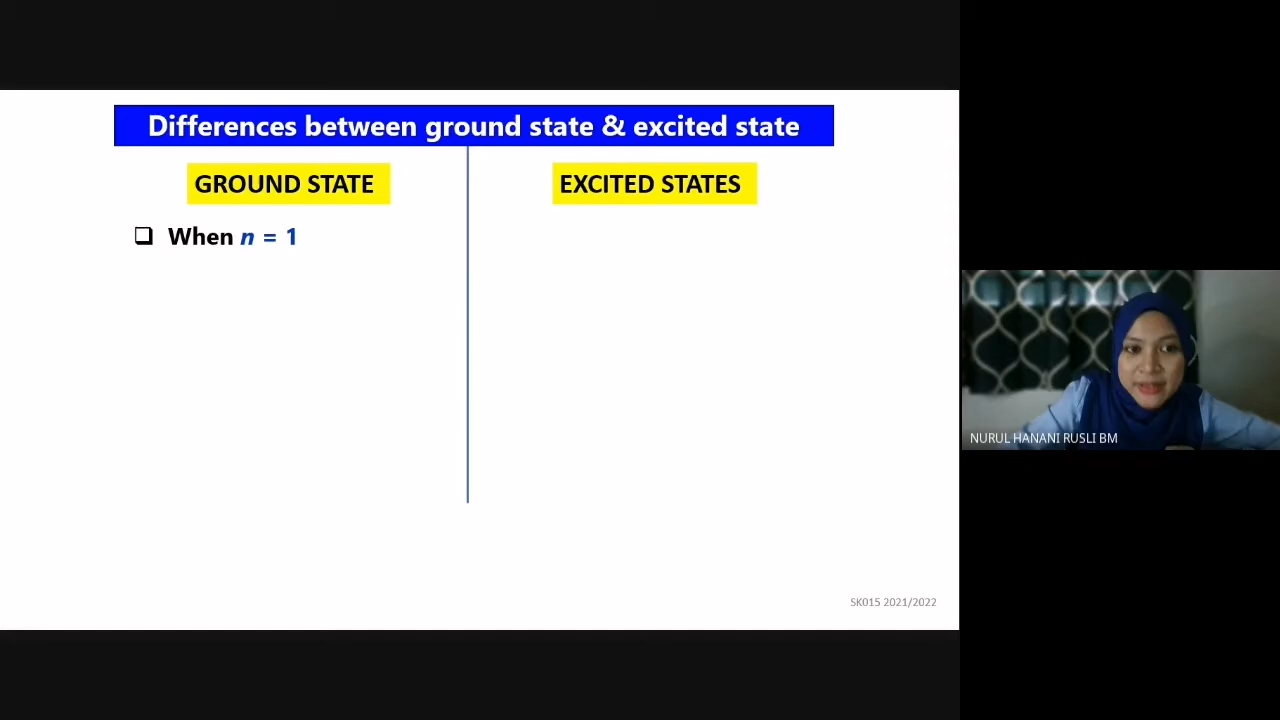 Differences between ground state & excited state
GROUND STATE
EXCITED STATES
❑ When n = 1
NURUL HANANI RUSLI BM
SK015 2021/2022